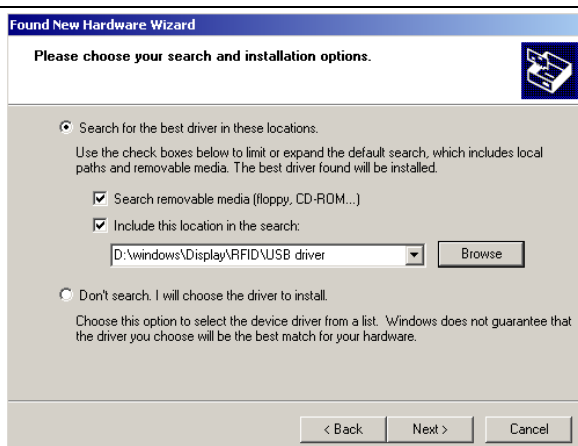 Found New Hardware Wizard
Please choose your search and installation options.
Search for the best driver in these locations.
Use the check boxes below to limit or expand the default search, which includes local
paths and removable media. The best driver found will be installed.
Search removable media (floppy, CD-ROM...)
Include this location in the search:
D:\windows\Display\RFID\USB driver
Browse
Don't search. I will choose the driver to install.
Choose this option to select the device driver from a list. Windows does not guarantee that
the driver you choose will be the best match for your hardware.
< Back Next > Cancel